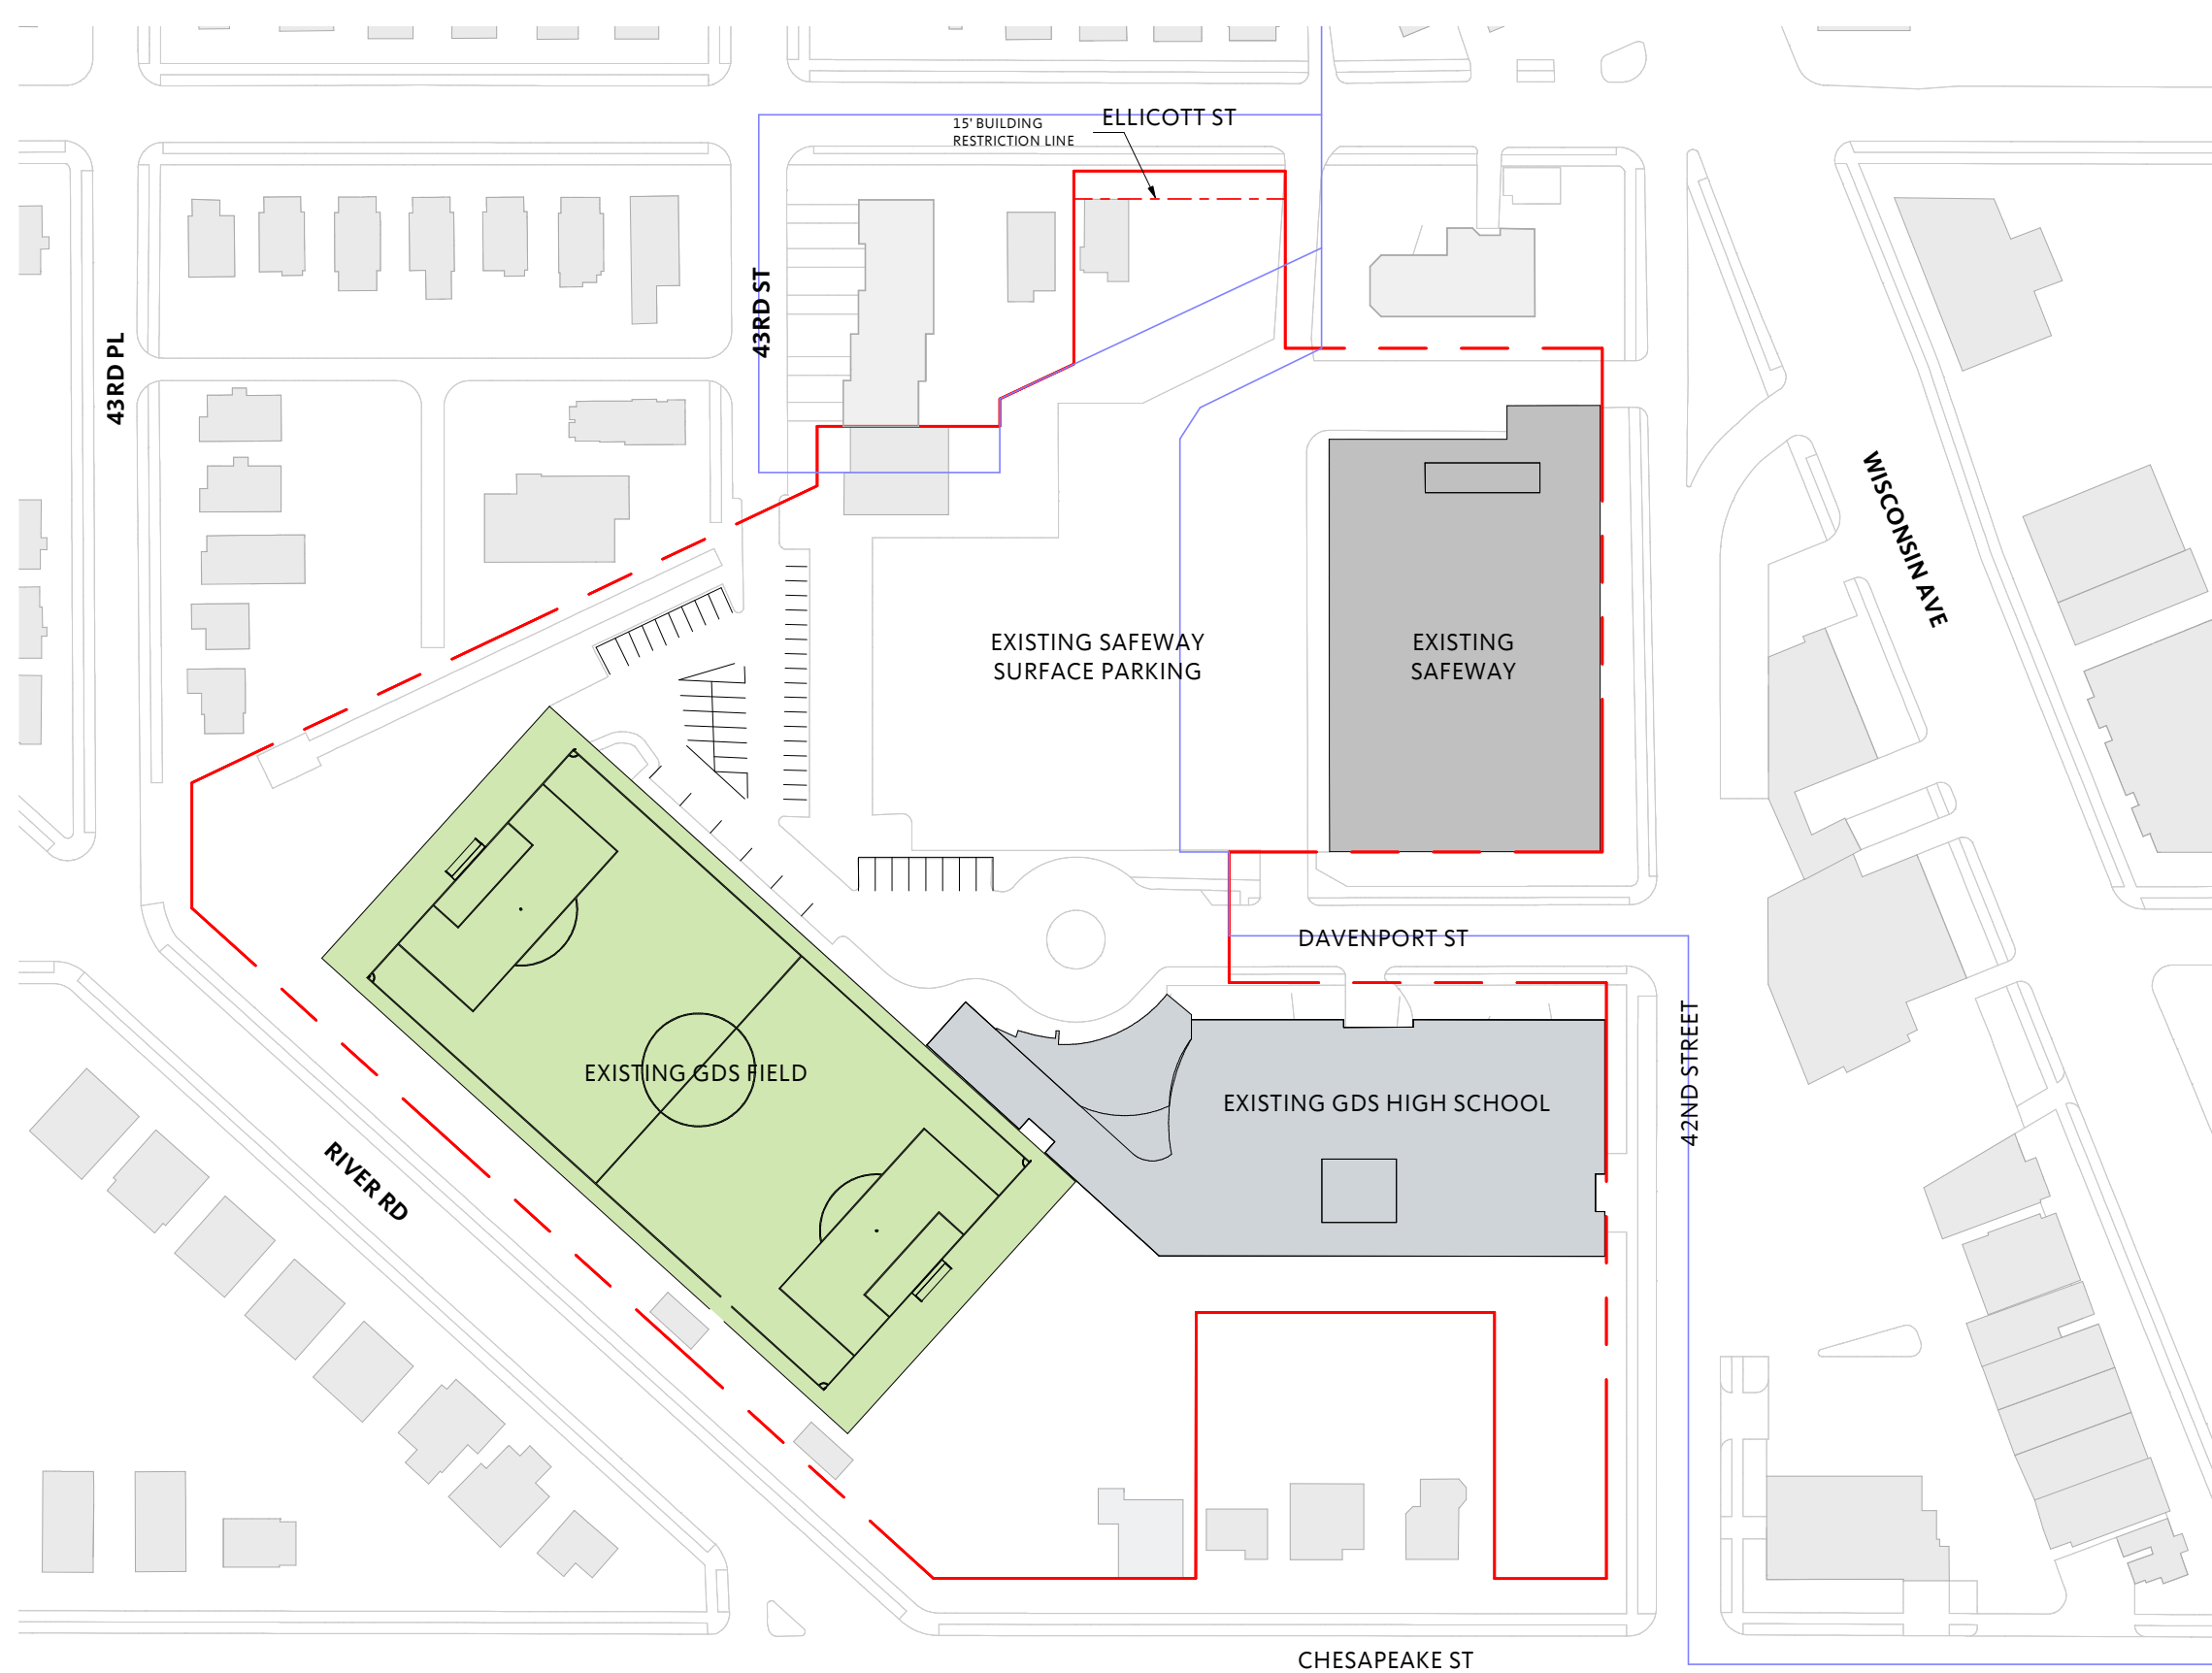 15' BUILDING
RESTRICTION LINE
ELLICOTT ST
43RD ST
43RD PL
WISCONSIN AVE
EXISTING SAFEWAY
SURFACE PARKING
EXISTING
SAFEWAY
DAVENPORT ST
42ND STREET
EXISTING GDS FIELD
EXISTING GDS HIGH SCHOOL
RIVER RD
CHESAPEAKE ST